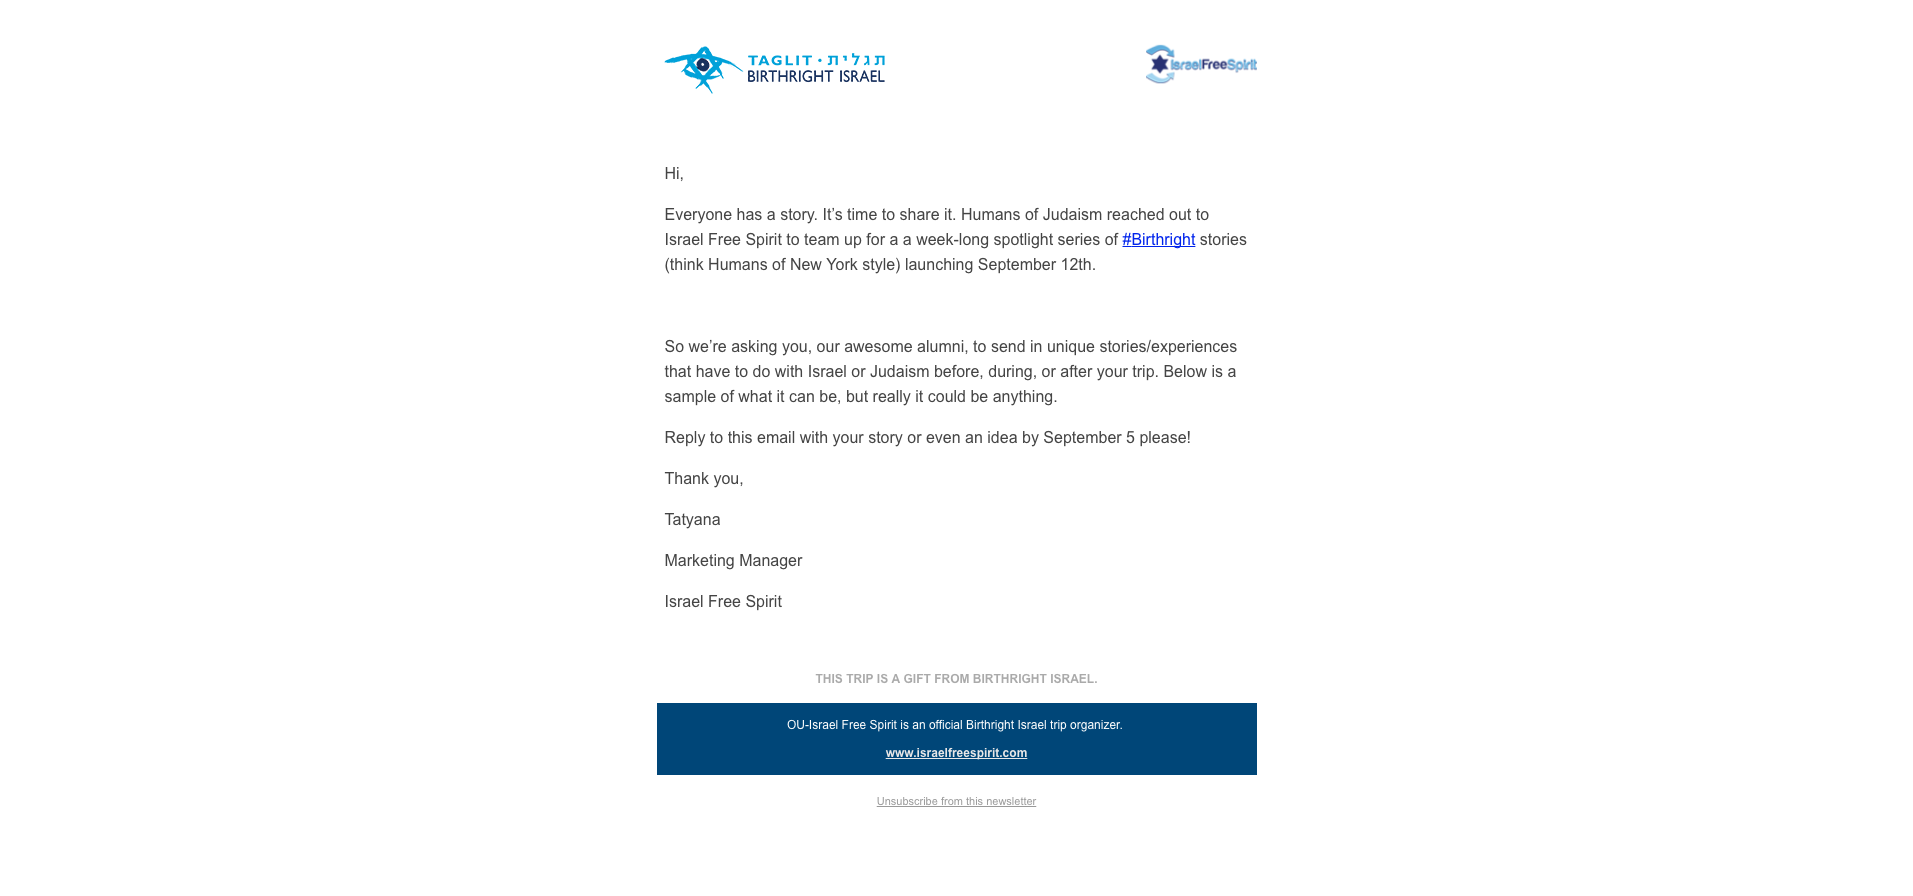 TAGLIT · תגלית
BIRTHRIGHT ISRAEL
IsraelFreeSpirit
Hi,
Everyone has a story. It’s time to share it. Humans of Judaism reached out to
Israel Free Spirit to team up for a a week-long spotlight series of #Birthright stories
(think Humans of New York style) launching September 12th.
So we’re asking you, our awesome alumni, to send in unique stories/experiences
that have to do with Israel or Judaism before, during, or after your trip. Below is a
sample of what it can be, but really it could be anything.
Reply to this email with your story or even an idea by September 5 please!
Thank you,
Tatyana
Marketing Manager
Israel Free Spirit
THIS TRIP IS A GIFT FROM BIRTHRIGHT ISRAEL.
OU-Israel Free Spirit is an official Birthright Israel trip organizer.
www.israelfreespirit.com
Unsubscribe from this newsletter